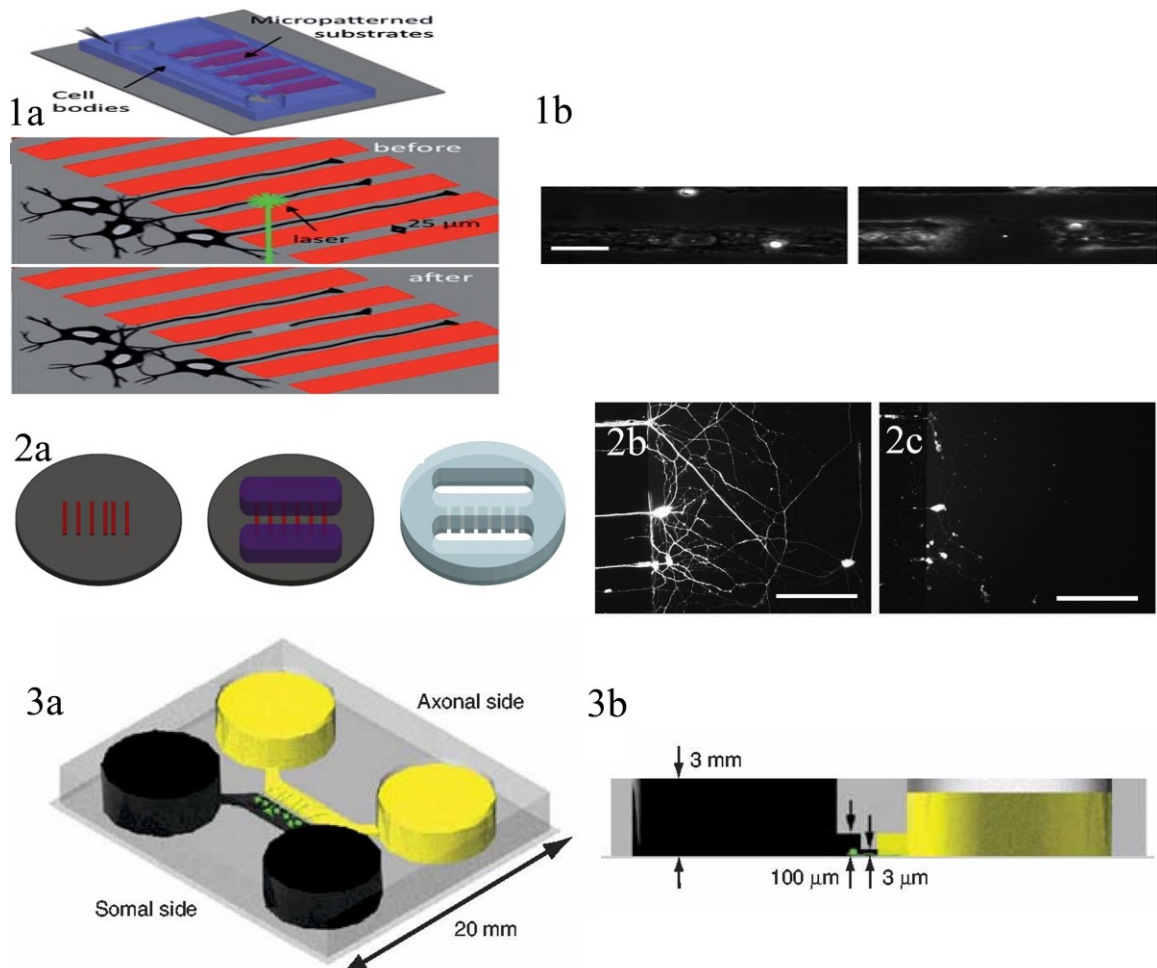 Micropatterned
substrates
Cell
bodies
1a
1b
before
laser
25 μm
after
2a
2b
2c
3a
Axonal side
Somal side
20 mm
3b
3 mm
100 μm
3 μm